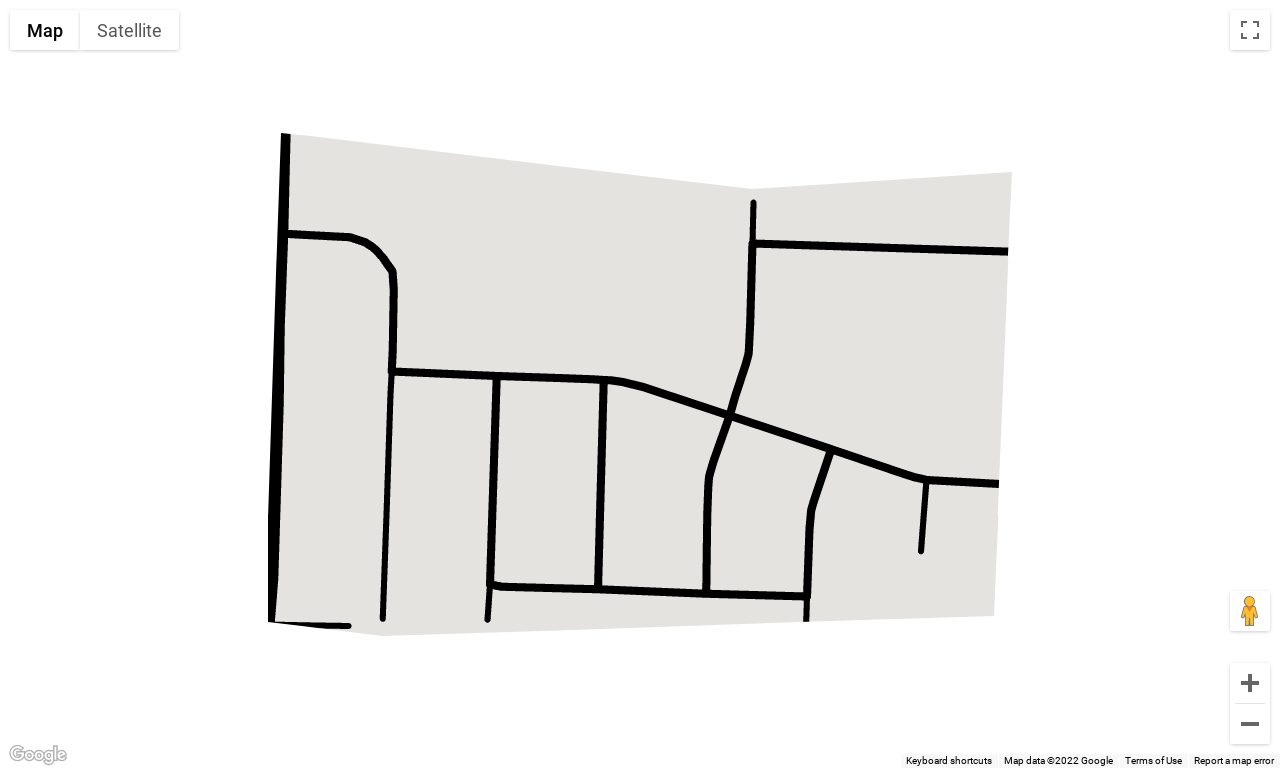 Map Satellite
Google
Keyboard shortcuts Map data ©2022 Google Terms of Use Report a map error